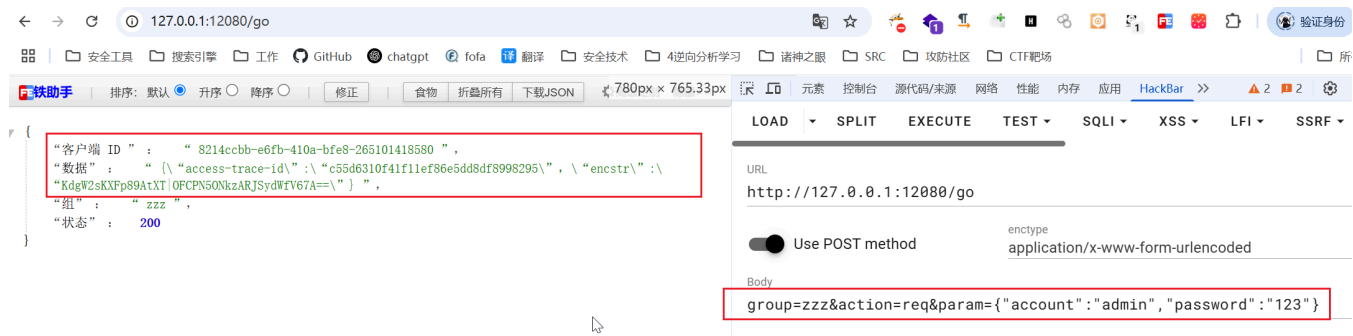 127.0.0.1:12080/go
验证身份
安全工具 搜索引擎 工作 GitHub chatgpt fofa 翻译 安全技术 4逆向分析学习 诸神之眼 SRC 攻防社区 CTF靶场 所
FE铁助手 排序: 默认 升序 降序 修正 食物 折叠所有 下载JSON 780px × 765.33px
元素 控制台 源代码/来源 网络 性能 内存 应用 HackBar 2 2
LOAD SPLIT EXECUTE TEST SQLI XSS LFI SSRF
{
“客户端 ID ” : “ 8214ccbb-e6fb-410a-bfe8-265101418580 ”,
“数据” : “ {\“access-trace-id\”:\“c55d6310f41f11ef86e5dd8df8998295\”, \“encstr\”:\
“KdgW2sKXFp89AtXT|OFCPN5ONkzARJSydWfV67A==\”} ”,
“组” : “ zzz ”,
“状态” : 200
}
URL
http://127.0.0.1:12080/go
Use POST method
enctype
application/x-www-form-urlencoded
Body
group=zzz&action=req&param={"account":"admin","password":"123"}